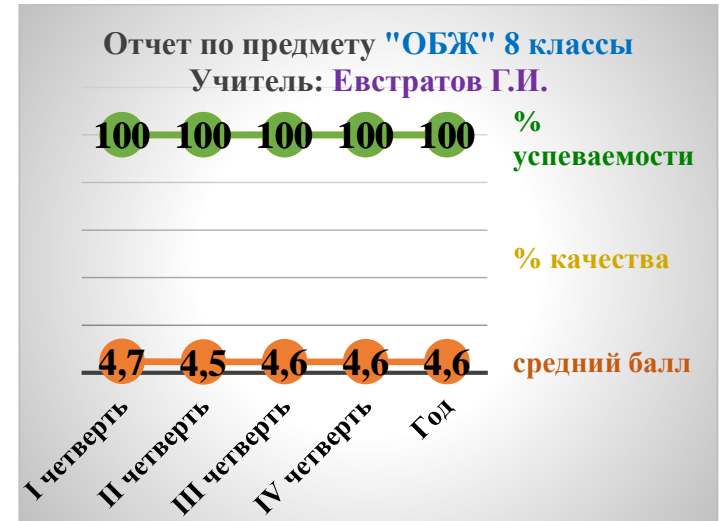 Отчет по предмету "ОБЖ" 8 классы
Учитель: Евстратов Г.И.
100 100 100 100 100
%
успеваемости
% качества
4,7 4,5 4,6 4,6 4,6
средний балл
I четверть
II четверть
III четверть
IV четверть
Год